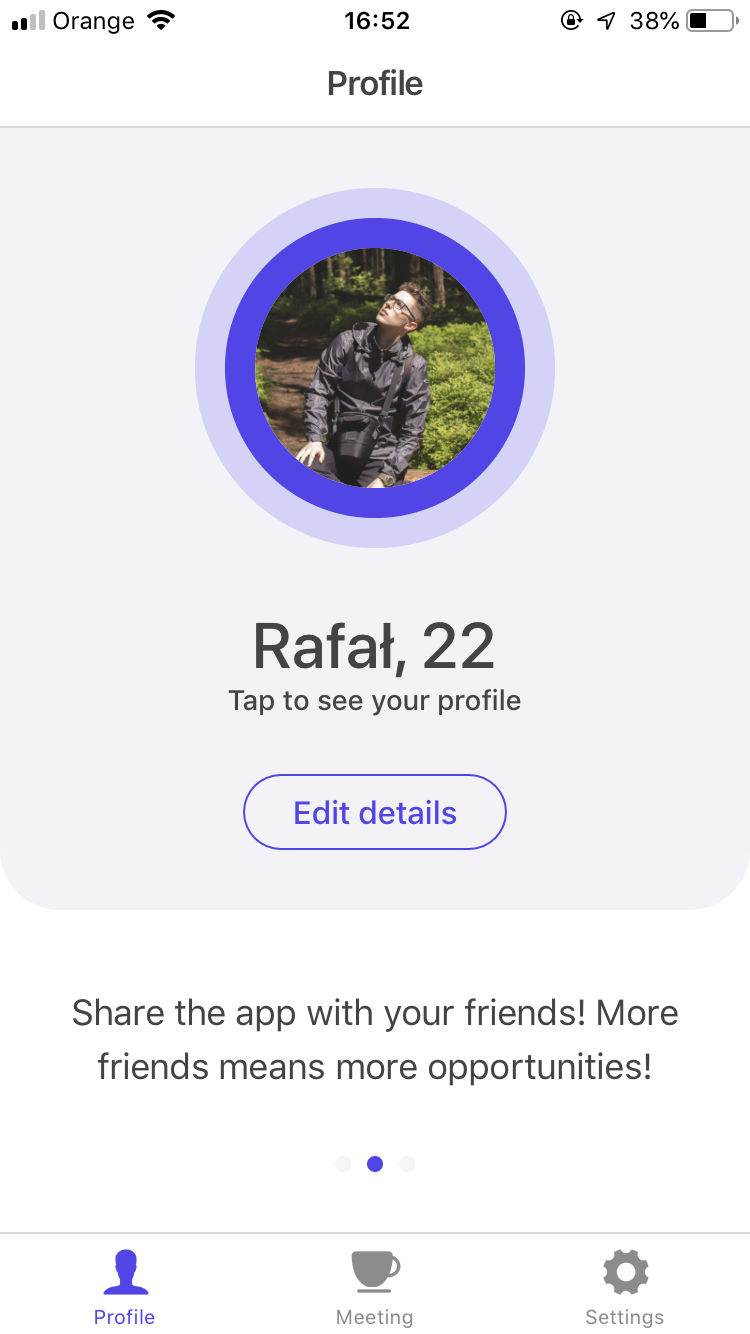 Orange 16:52 38%
Profile
Rafał, 22
Tap to see your profile
Edit details
Share the app with your friends! More
friends means more opportunities!
Profile Meeting Settings